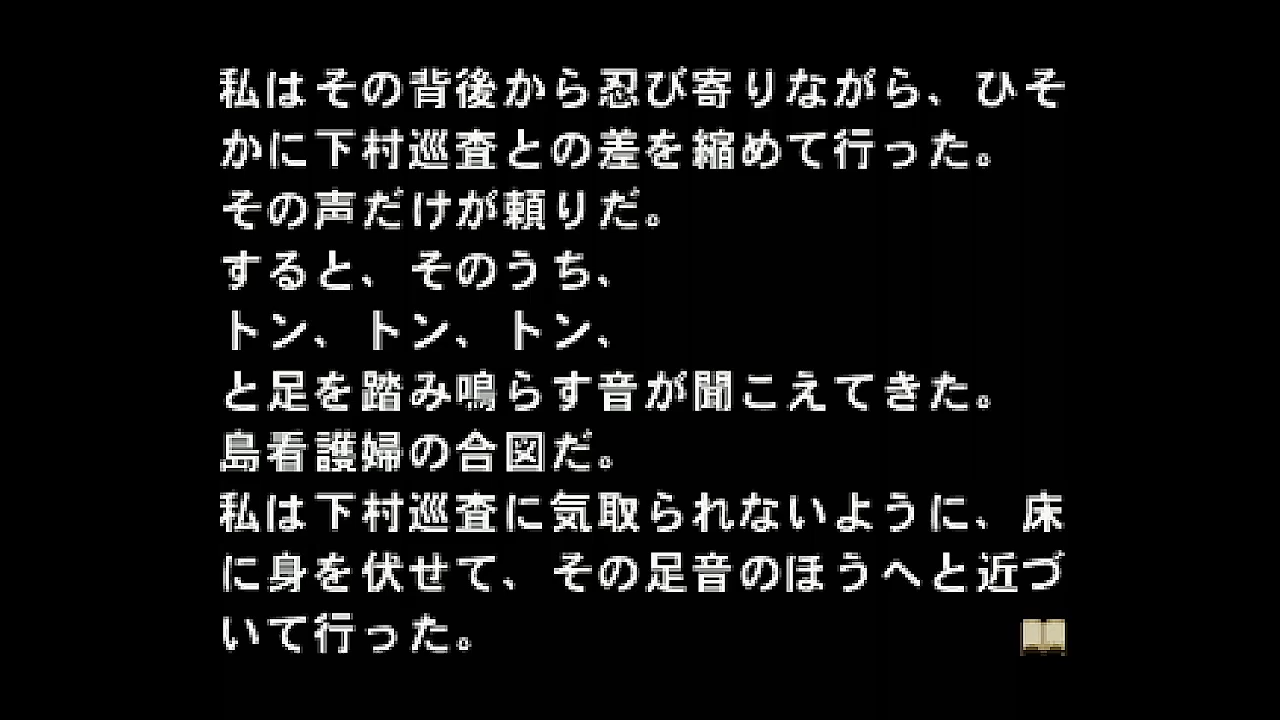 私はその背後から忍び寄りながら、ひそ
かに下村巡査との差を縮めて行った。
その声だけが頼りだ。
すると、そのうち、
トン、トン、トン、
と足を踏み鳴らす音が聞こえてきた。
島看護婦の合図だ。
私は下村巡査に気取られないように、床
に身を伏せて、その足音のほうへと近づ
いて行った。